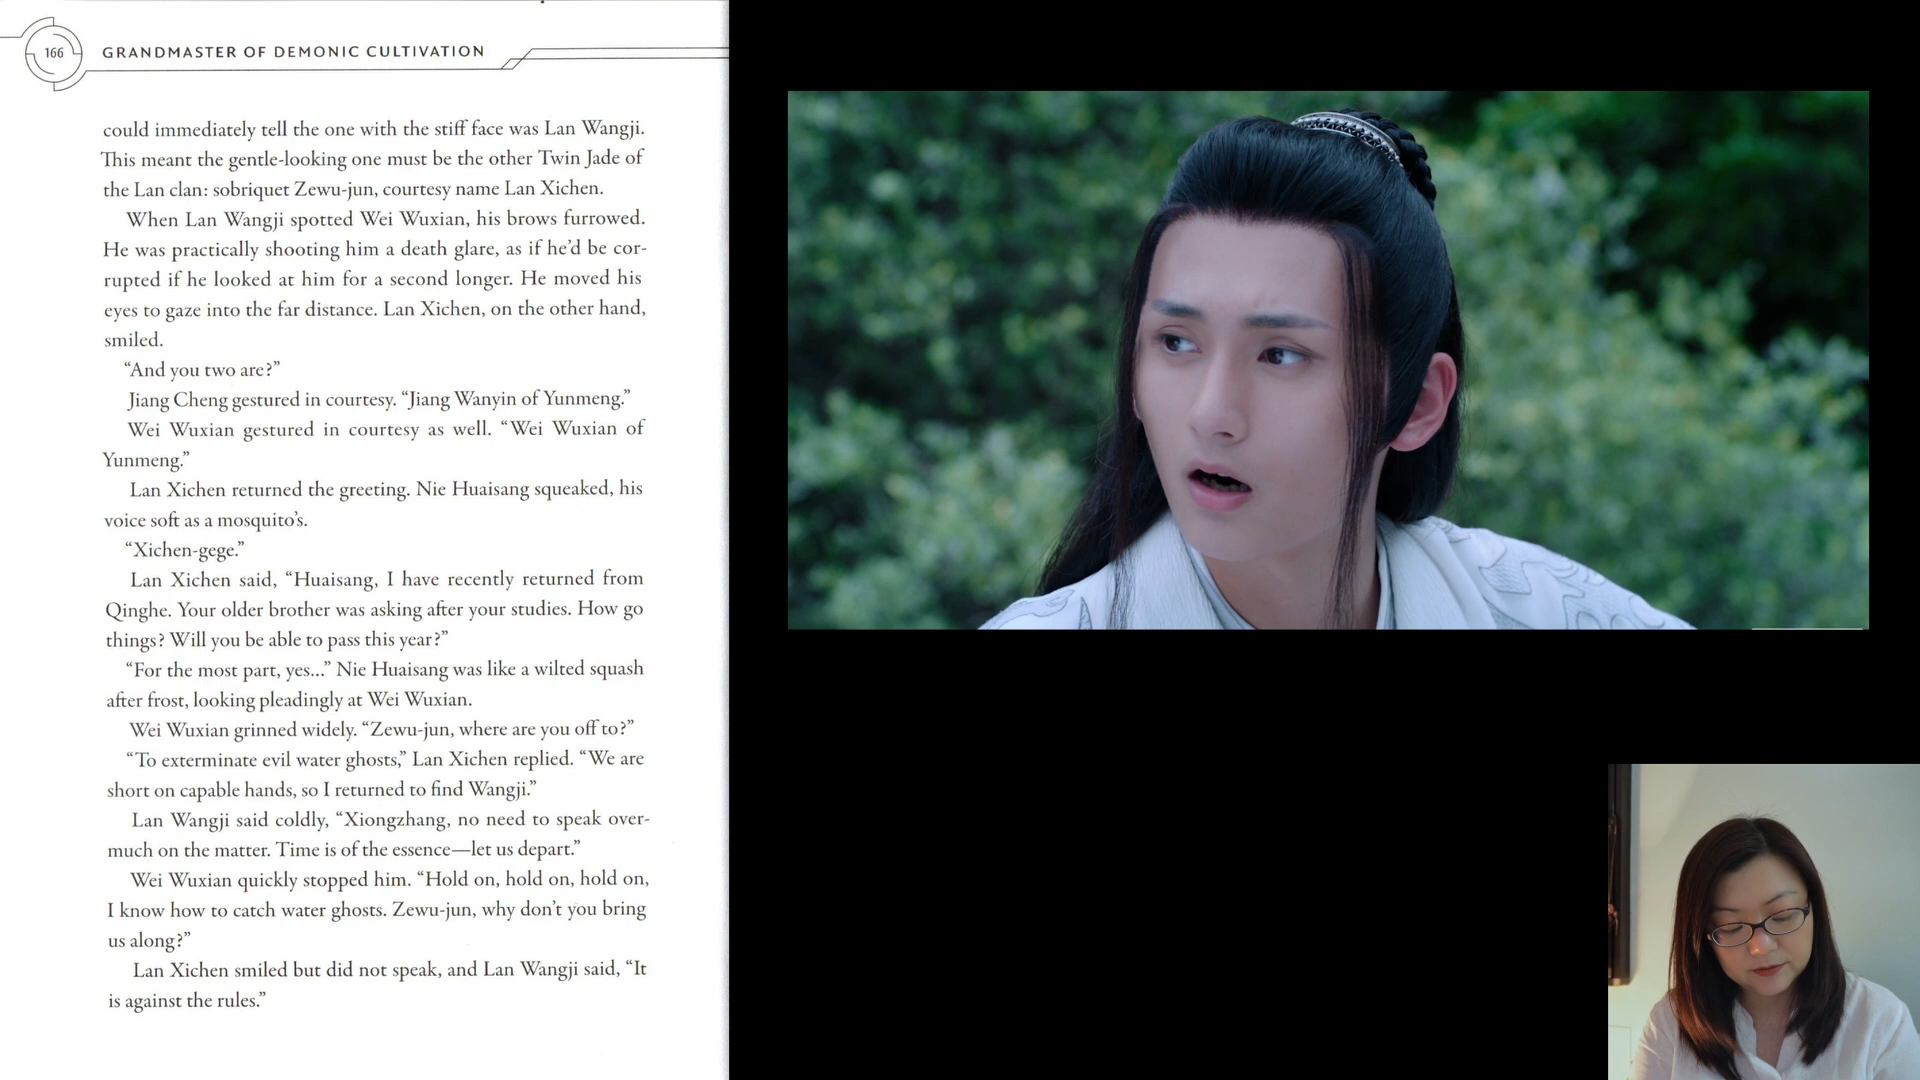 166
GRANDMASTER OF DEMONIC CULTIVATION
could immediately tell the one with the stiff face was Lan Wangji.
This meant the gentle-looking one must be the other Twin Jade of
the Lan clan: sobriquet Zewu-jun, courtesy name Lan Xichen.
When Lan Wangji spotted Wei Wuxian, his brows furrowed.
He was practically shooting him a death glare, as if he’d be cor-
rupted if he looked at him for a second longer. He moved his
eyes to gaze into the far distance. Lan Xichen, on the other hand,
smiled.
“And you two are?”
Jiang Cheng gestured in courtesy. “Jiang Wanyin of Yunmeng.”
Wei Wuxian gestured in courtesy as well. “Wei Wuxian of
Yunmeng.”
Lan Xichen returned the greeting. Nie Huaisang squeaked, his
voice soft as a mosquito’s.
“Xichen-gege.”
Lan Xichen said, “Huaisang, I have recently returned from
Qinghe. Your older brother was asking after your studies. How go
things? Will you be able to pass this year?”
“For the most part, yes...” Nie Huaisang was like a wilted squash
after frost, looking pleadingly at Wei Wuxian.
Wei Wuxian grinned widely. “Zewu-jun, where are you off to?”
“To exterminate evil water ghosts,” Lan Xichen replied. “We are
short on capable hands, so I returned to find Wangji.”
Lan Wangji said coldly, “Xiongzhang, no need to speak over-
much on the matter. Time is of the essence—let us depart.”
Wei Wuxian quickly stopped him. “Hold on, hold on, hold on,
I know how to catch water ghosts. Zewu-jun, why don’t you bring
us along?”
Lan Xichen smiled but did not speak, and Lan Wangji said, “It
is against the rules.”